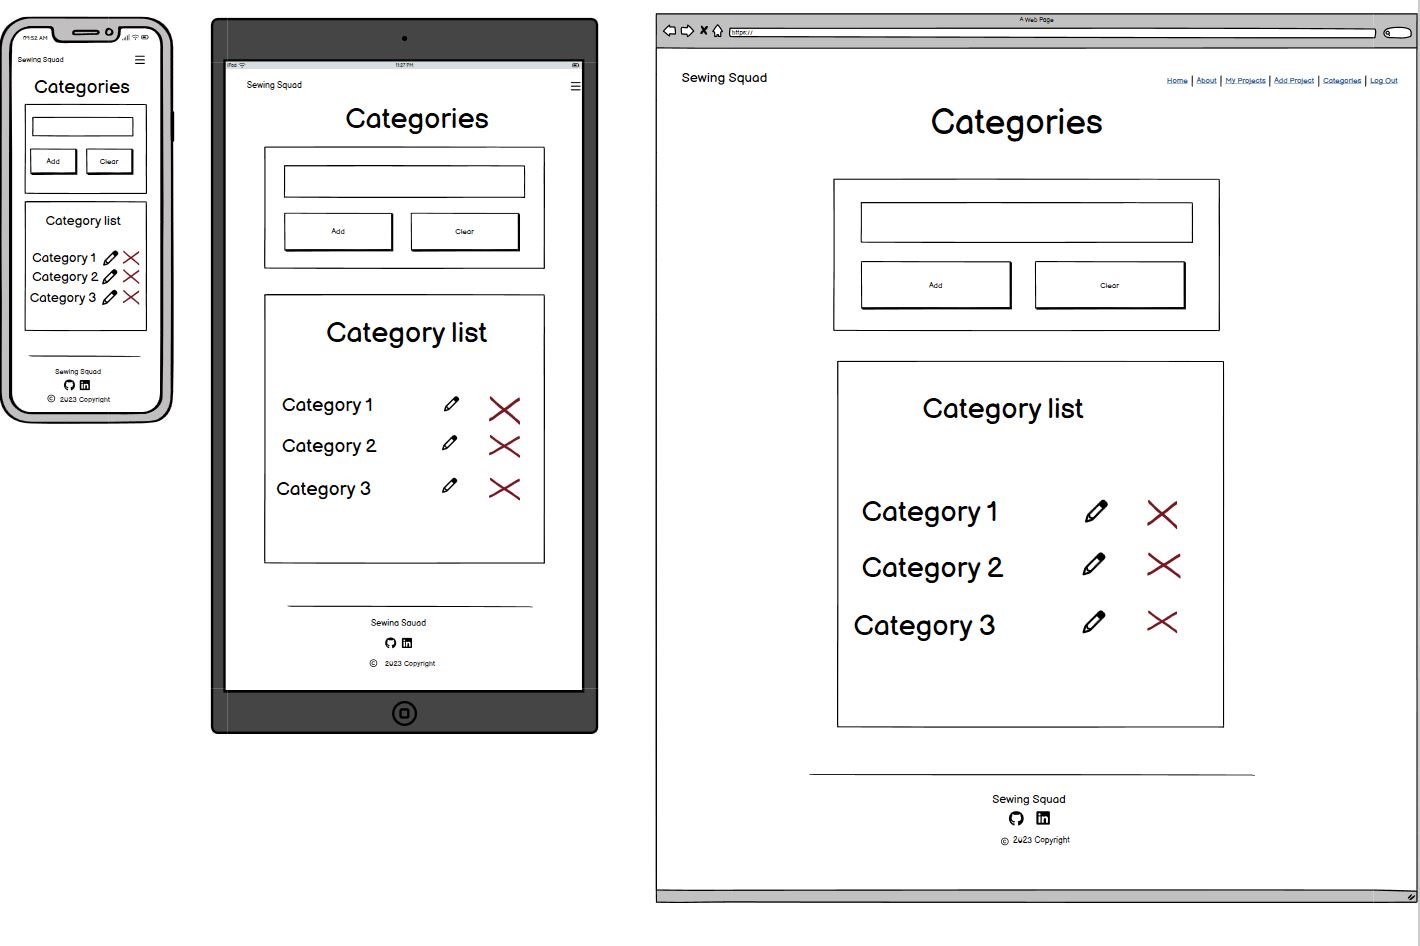 09:52 AM
Sewing Squad
Categories
Add
Clear
Category list
Category 1
Category 2
Category 3
Sewing Squad
in
© 2023 Copyright
iPad
11:27 PM
Sewing Squad
Categories
Add
Clear
Category list
Category 1
Category 2
Category 3
Sewing Squad
in
© 2023 Copyright
A Web Page
https://
Sewing Squad
Home | About | My Projects | Add Project | Categories | Log Out
Categories
Add
Clear
Category list
Category 1
Category 2
Category 3
Sewing Squad
in
© 2023 Copyright